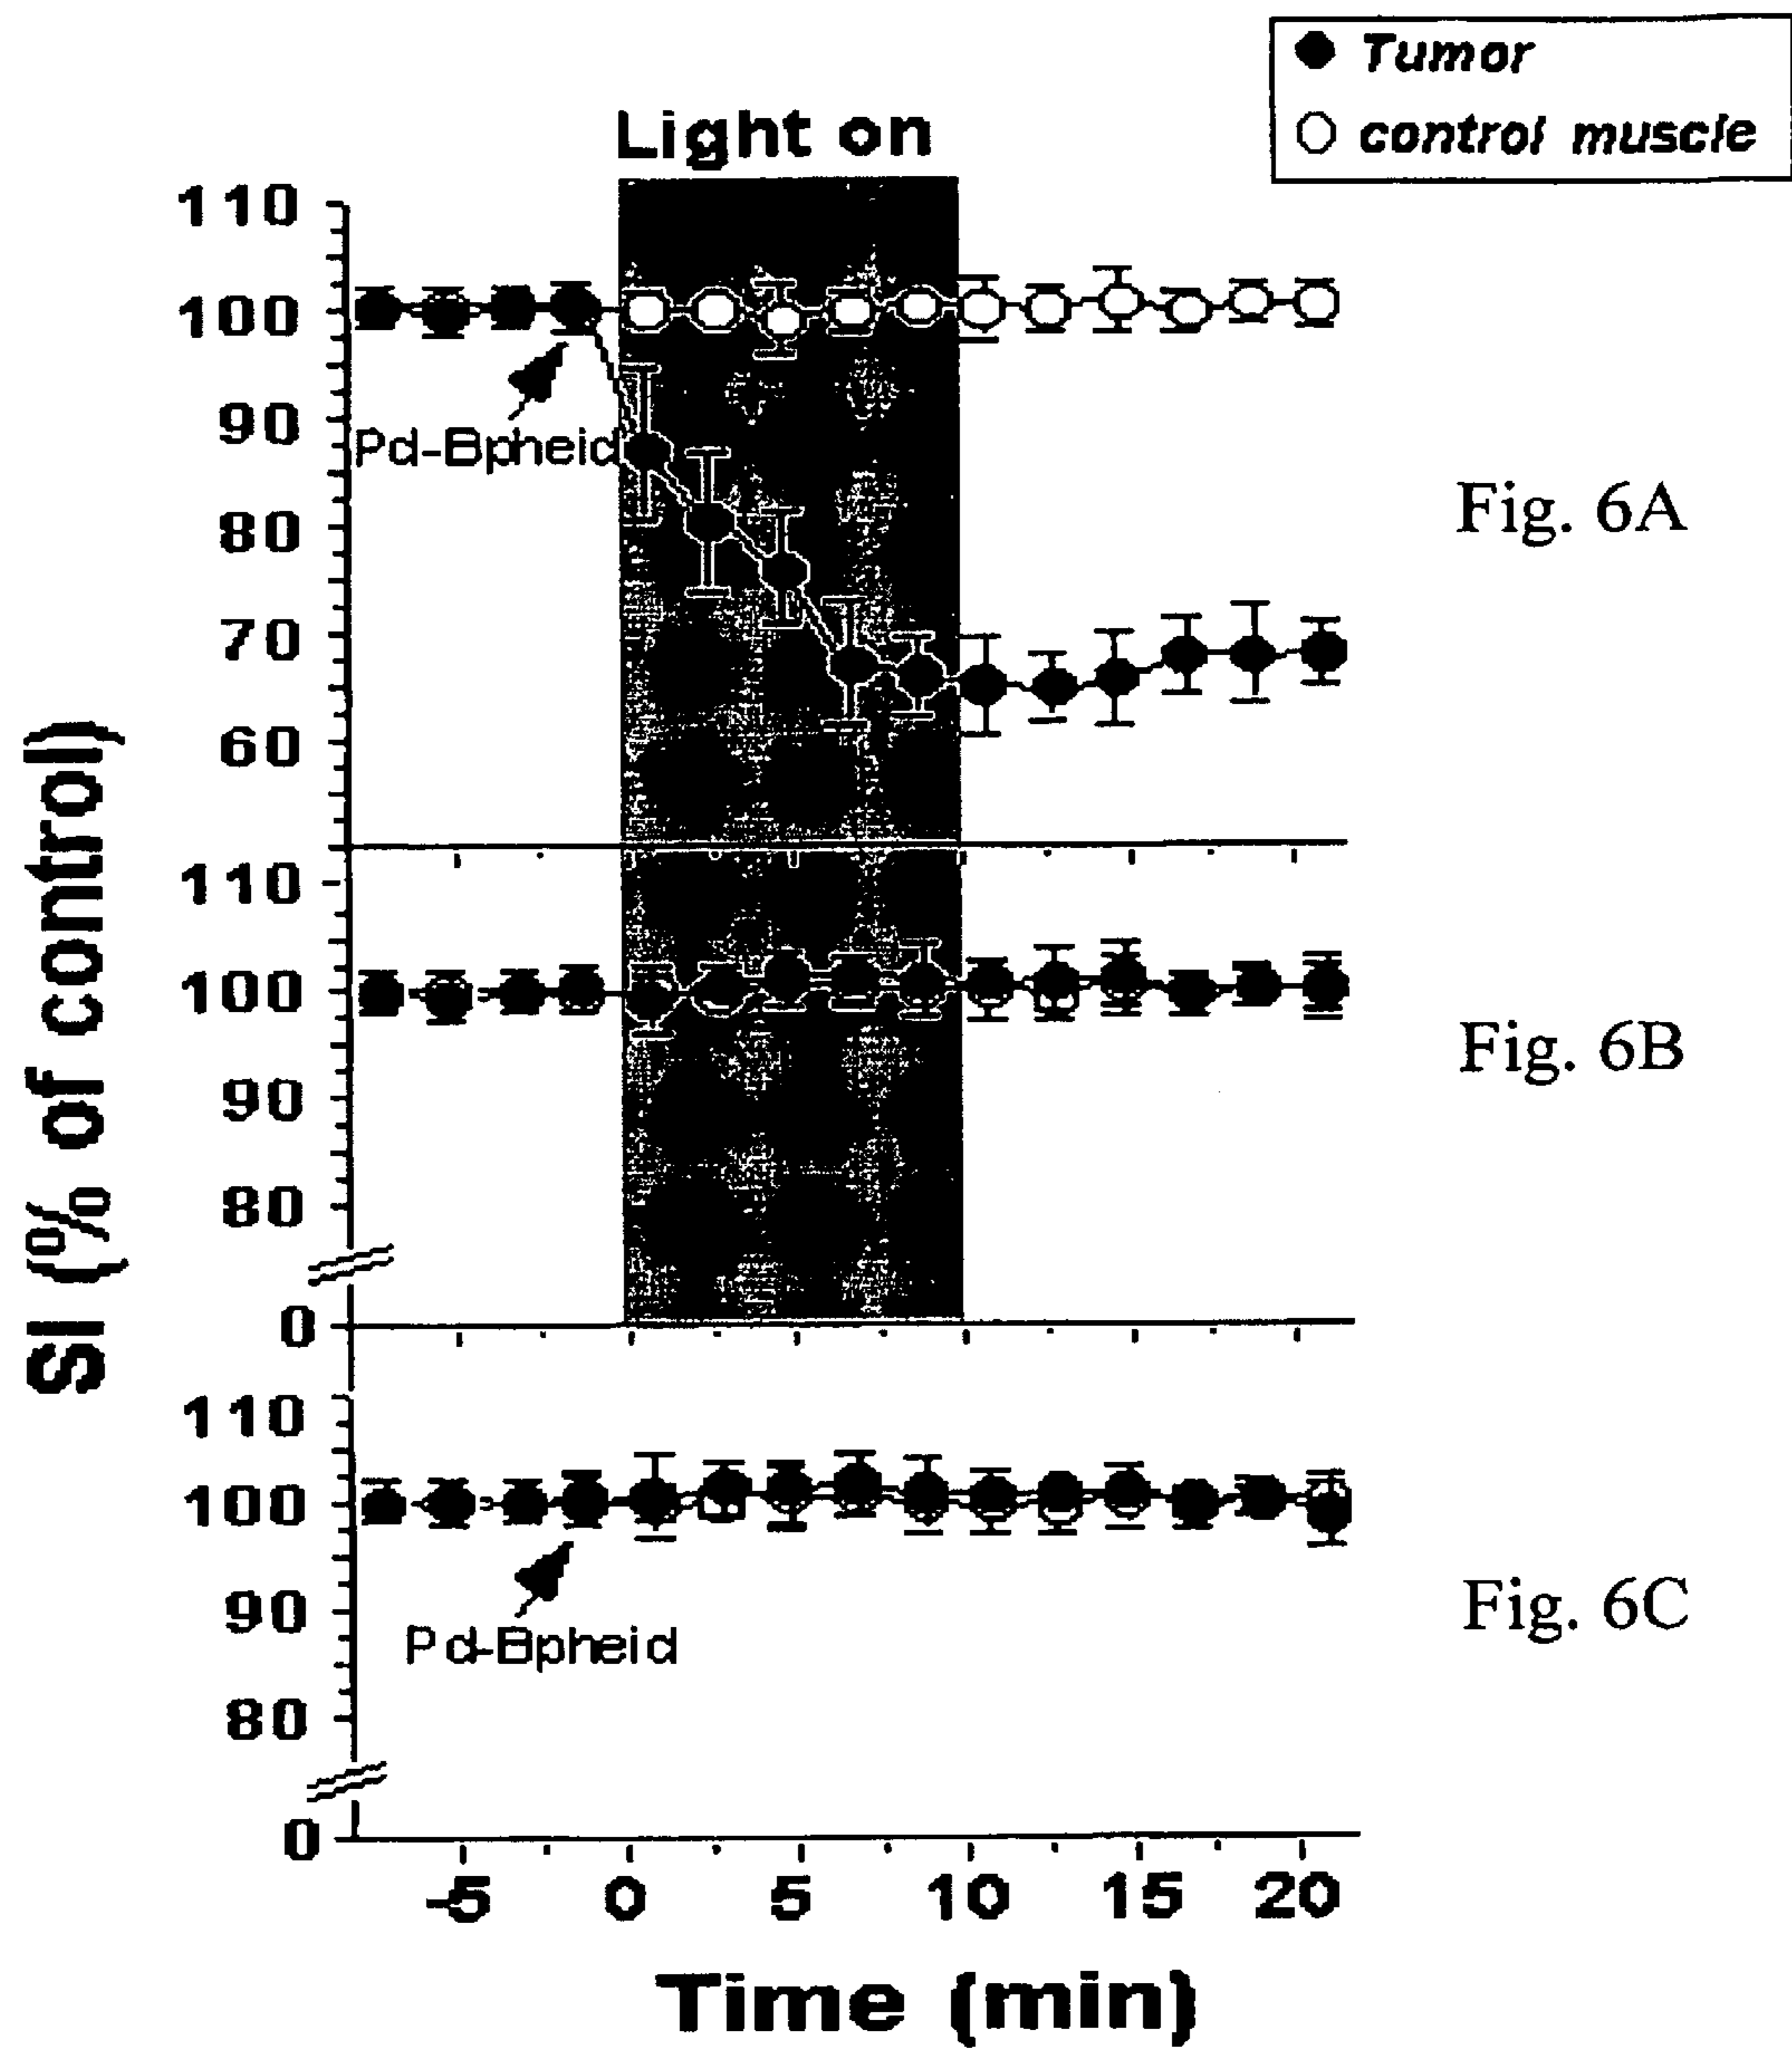 Tumor
control muscle
Light on
110
100
90
Pd-Bpheid
80
70
60
Fig. 6A
SI (% of control)
110
100
90
80
0
Fig. 6B
110
100
90
Pd-Bpheid
80
0
Fig. 6C
-5 0 5 10 15 20
Time (min)